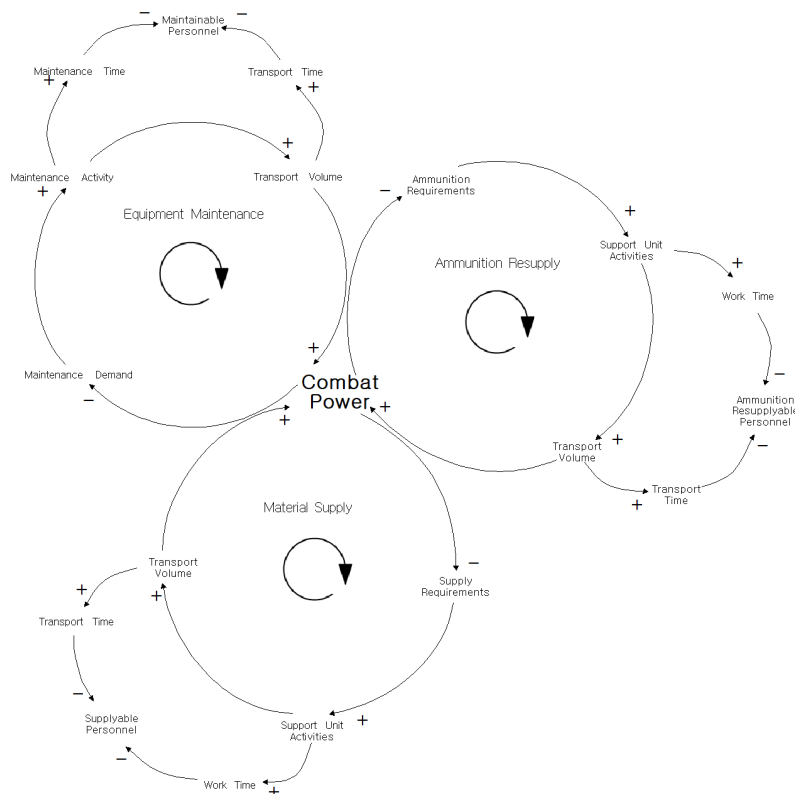 Maintainable
Personnel
Maintenance Time
Transport Time
Maintenance Activity
Transport Volume
Equipment Maintenance
Maintenance Demand
Ammunition
Requirements
Support Unit
Activities
Ammunition Resupply
Work Time
Ammunition
Resupplyable
Personnel
Transport
Volume
Transport
Time
Combat
Power
Material Supply
Transport
Volume
Supply
Requirements
Transport Time
Supplyable
Personnel
Support Unit
Activities
Work Time